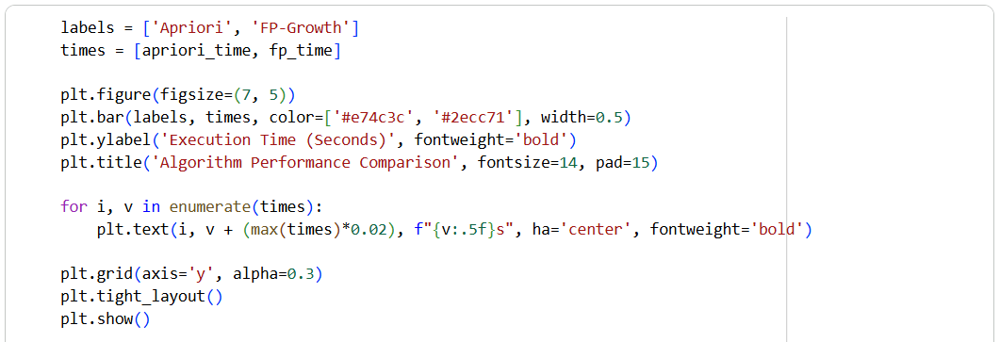 labels = ['Apriori', 'FP-Growth']
times = [apriori_time, fp_time]

plt.figure(figsize=(7, 5))
plt.bar(labels, times, color=['#e74c3c', '#2ecc71'], width=0.5)
plt.ylabel('Execution Time (Seconds)', fontweight='bold')
plt.title('Algorithm Performance Comparison', fontsize=14, pad=15)

for i, v in enumerate(times):
    plt.text(i, v + (max(times)*0.02), f"{v:.5f}s", ha='center', fontweight='bold')

plt.grid(axis='y', alpha=0.3)
plt.tight_layout()
plt.show()